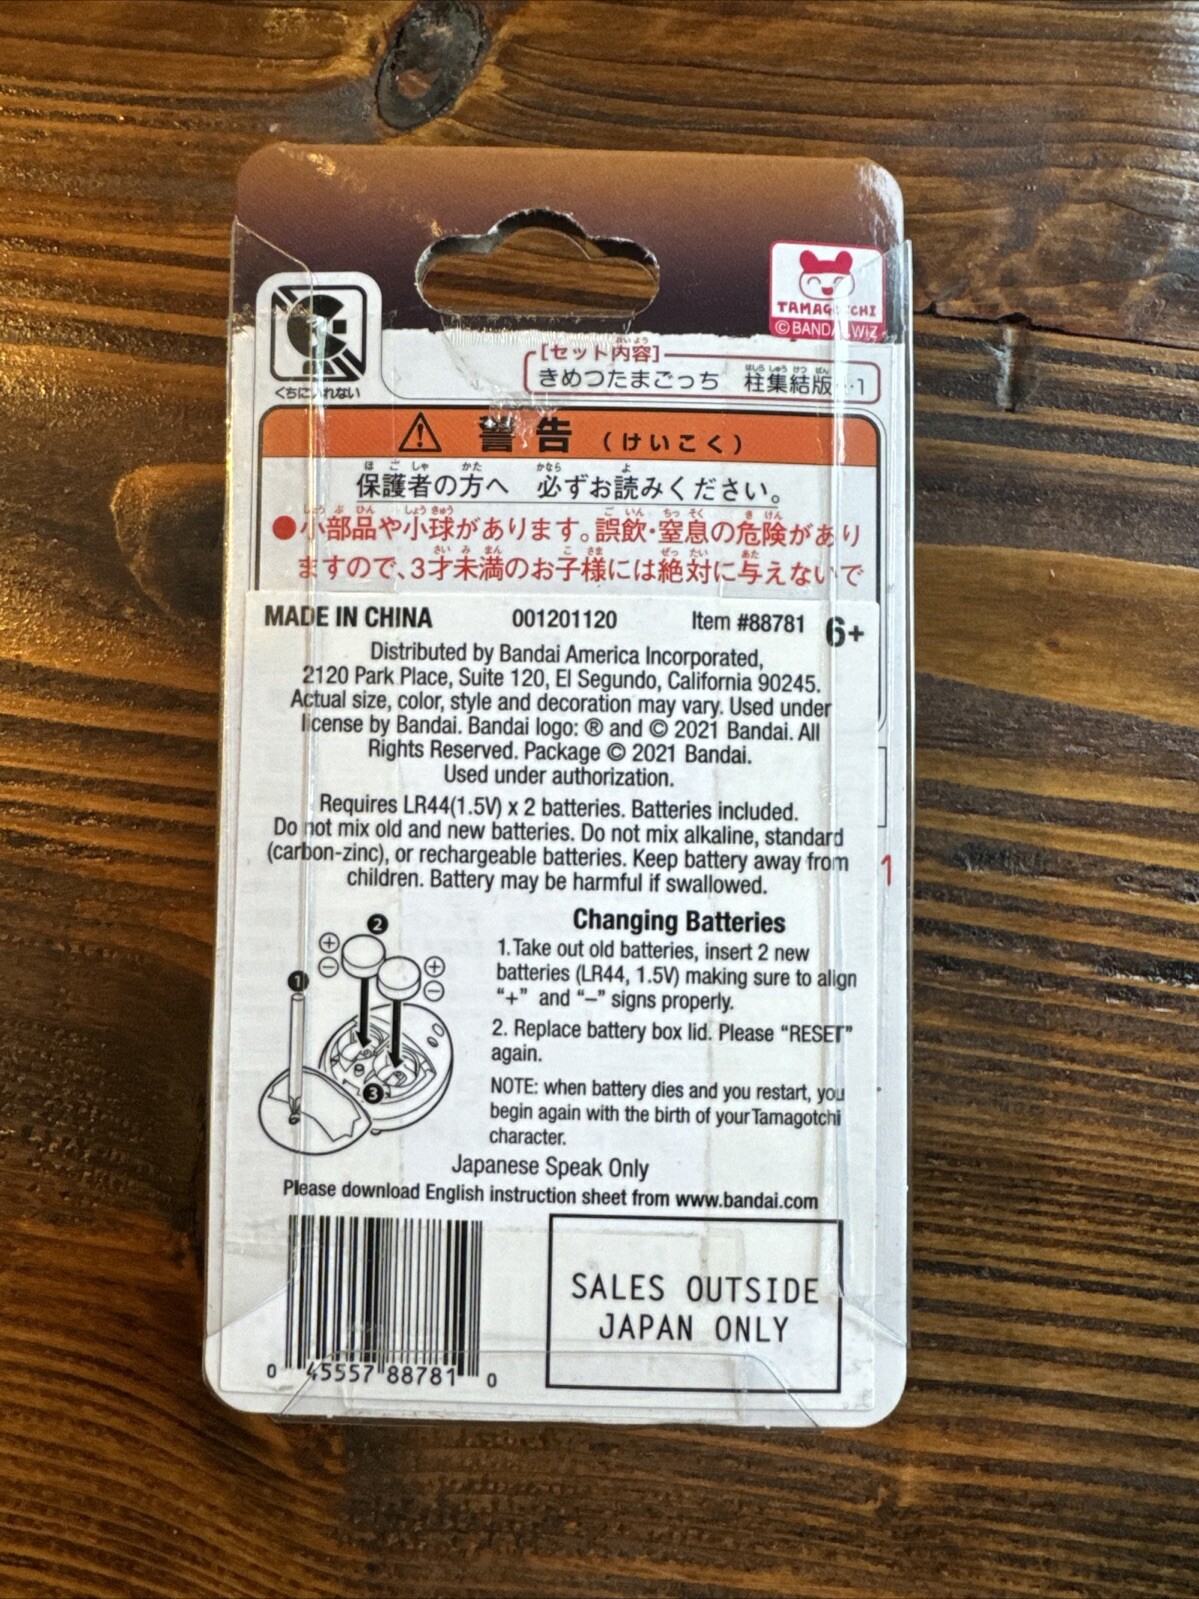 TAMAGOTCHI
©BANDAI, WIZ
くちにいれない
[セット内容]
きめつたまごっち 柱集結版…1
警告 (けいこく)
保護者の方へ 必ずお読みください。
●小部品や小球があります。誤飲・窒息の危険があり
ますので、3才未満のお子様には絶対に与えないで
MADE IN CHINA 001201120 Item #88781 6+
Distributed by Bandai America Incorporated,
2120 Park Place, Suite 120, El Segundo, California 90245.
Actual size, color, style and decoration may vary. Used under
license by Bandai. Bandai logo: ® and © 2021 Bandai. All
Rights Reserved. Package © 2021 Bandai.
Used under authorization.
Requires LR44(1.5V) x 2 batteries. Batteries included.
Do not mix old and new batteries. Do not mix alkaline, standard
(carbon-zinc), or rechargeable batteries. Keep battery away from
children. Battery may be harmful if swallowed.
1
Changing Batteries
1.Take out old batteries, insert 2 new
batteries (LR44, 1.5V) making sure to align
“+” and “–” signs properly.
2. Replace battery box lid. Please “RESET”
again.
NOTE: when battery dies and you restart, you
begin again with the birth of your Tamagotchi
character.
1
2
3
Japanese Speak Only
Please download English instruction sheet from www.bandai.com
0 45557 88781 0
SALES OUTSIDE
JAPAN ONLY